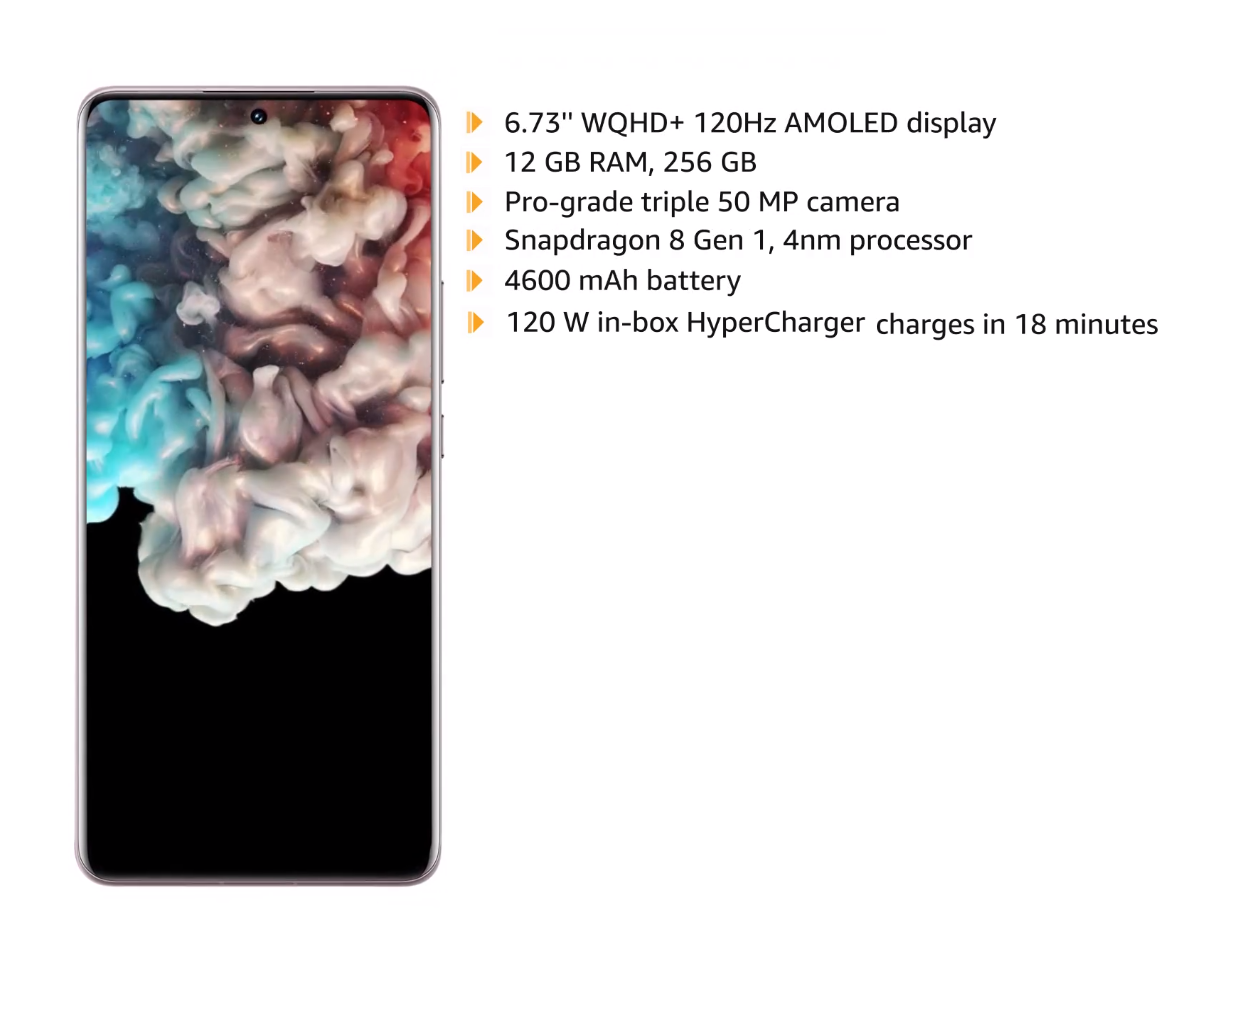 6.73" WQHD+ 120Hz AMOLED display
12 GB RAM, 256 GB
Pro-grade triple 50 MP camera
Snapdragon 8 Gen 1, 4nm processor
4600 mAh battery
120 W in-box HyperCharger charges in 18 minutes